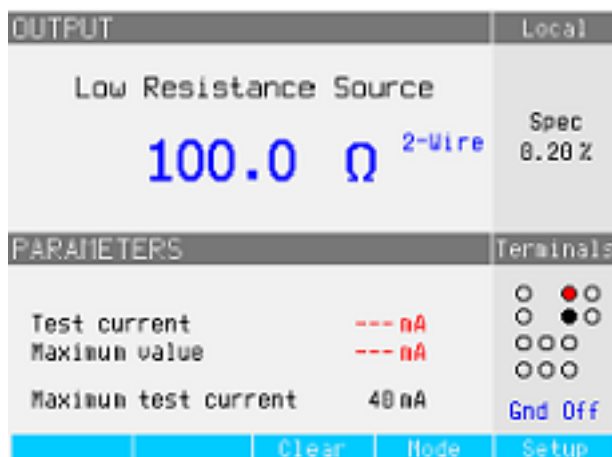 OUTPUT
Local
Low Resistance Source
100.0 Ω 2-Wire
Spec
0.20 %
PARAMETERS
Terminals
Test current --- mA
Maximum value --- mA
Maximum test current 40 mA
Gnd Off
Clear
Mode
Setup